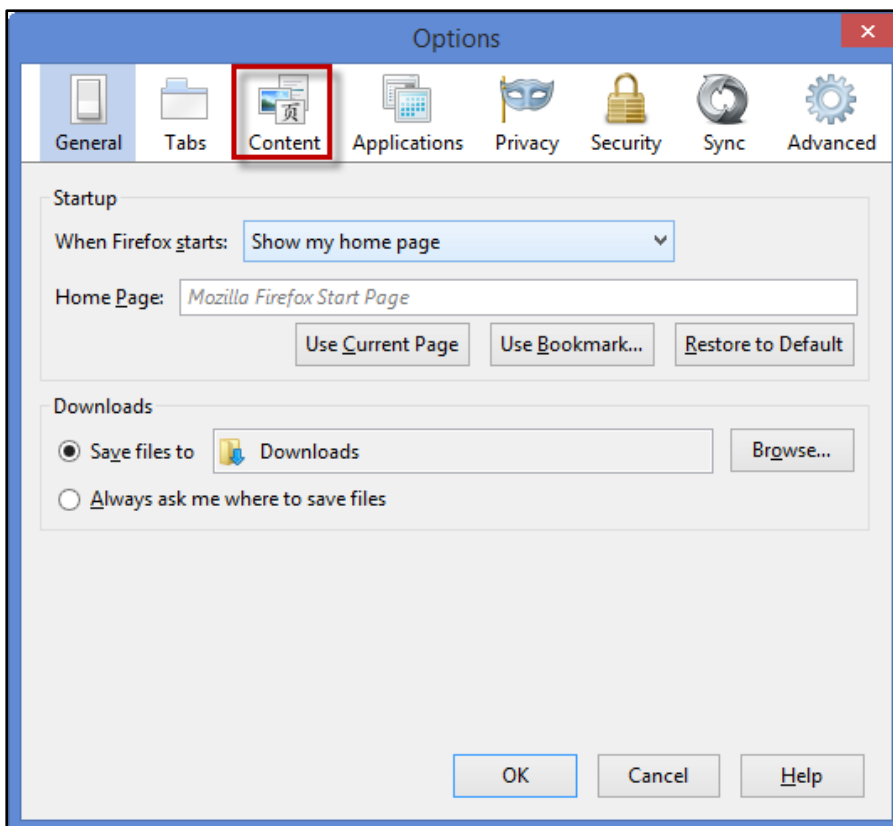 Options
General Tabs Content Applications Privacy Security Sync Advanced
Startup
When Firefox starts: Show my home page
Home Page: Mozilla Firefox Start Page
Use Current Page Use Bookmark... Restore to Default
Downloads
Save files to Downloads Browse...
Always ask me where to save files
OK Cancel Help